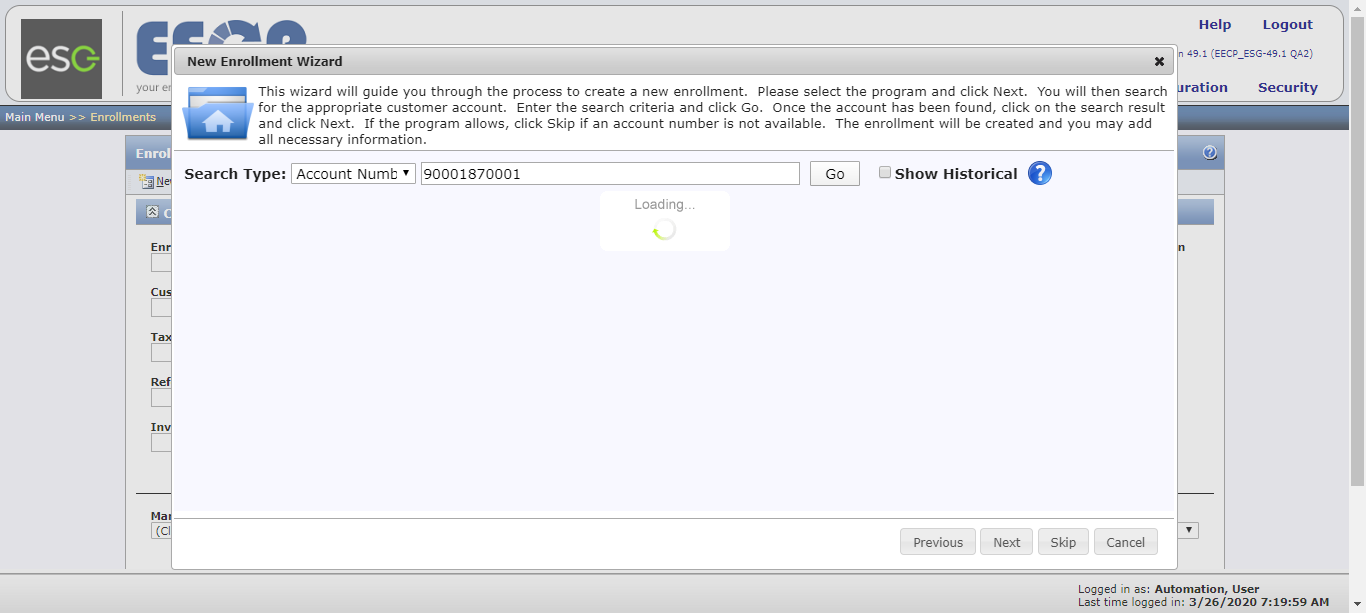 esg
EECP
your en
Help Logout
n 49.1 (EECP_ESG-49.1 QA2)
uration Security
Main Menu >> Enrollments
New Enrollment Wizard
This wizard will guide you through the process to create a new enrollment. Please select the program and click Next. You will then search
for the appropriate customer account. Enter the search criteria and click Go. Once the account has been found, click on the search result
and click Next. If the program allows, click Skip if an account number is not available. The enrollment will be created and you may add
all necessary information.
Search Type: Account Numb 90001870001 Go Show Historical
Loading...
Enrol
New
C
Enr
n
Cus
Tax
Ref
Inv
Mar
(Cl
Previous Next Skip Cancel
Logged in as: Automation, User
Last time logged in: 3/26/2020 7:19:59 AM